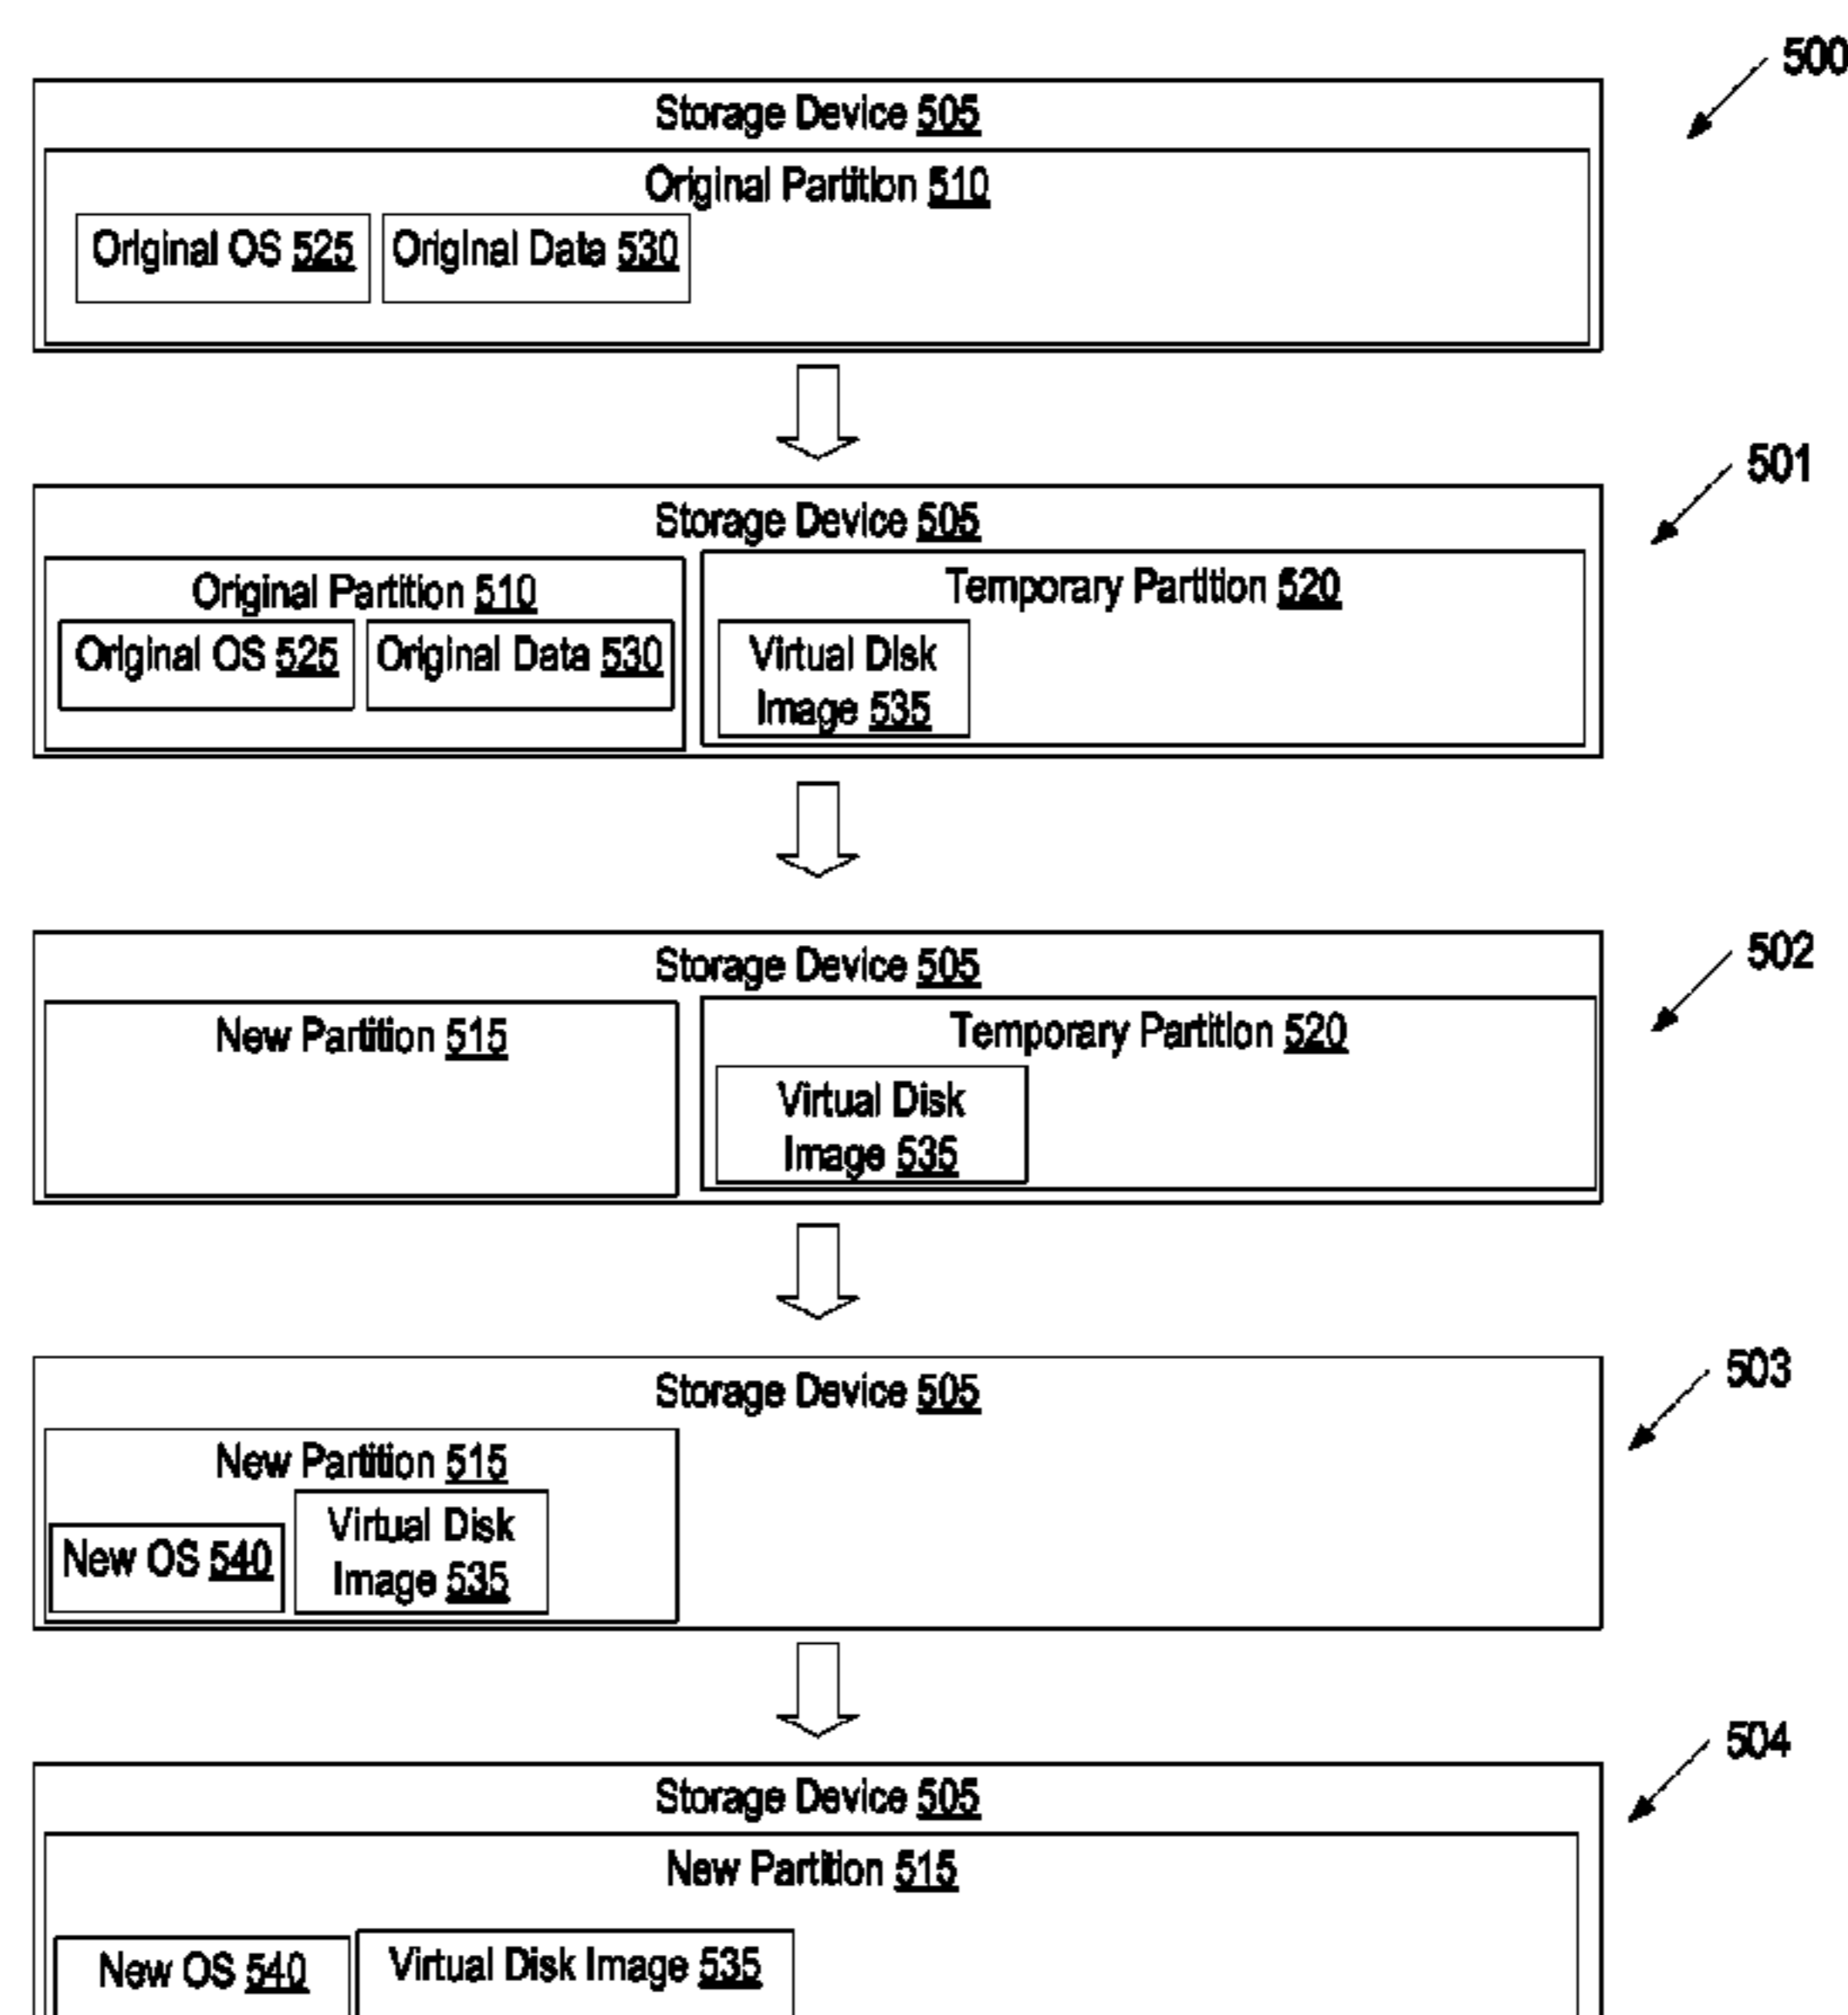 500
Storage Device 505
Original Partition 510
Original OS 525
Original Data 530
501
Storage Device 505
Original Partition 510
Original OS 525
Original Data 530
Temporary Partition 520
Virtual Disk
Image 535
502
Storage Device 505
New Partition 515
Temporary Partition 520
Virtual Disk
Image 535
503
Storage Device 505
New Partition 515
New OS 540
Virtual Disk
Image 535
504
Storage Device 505
New Partition 515
New OS 540
Virtual Disk Image 535